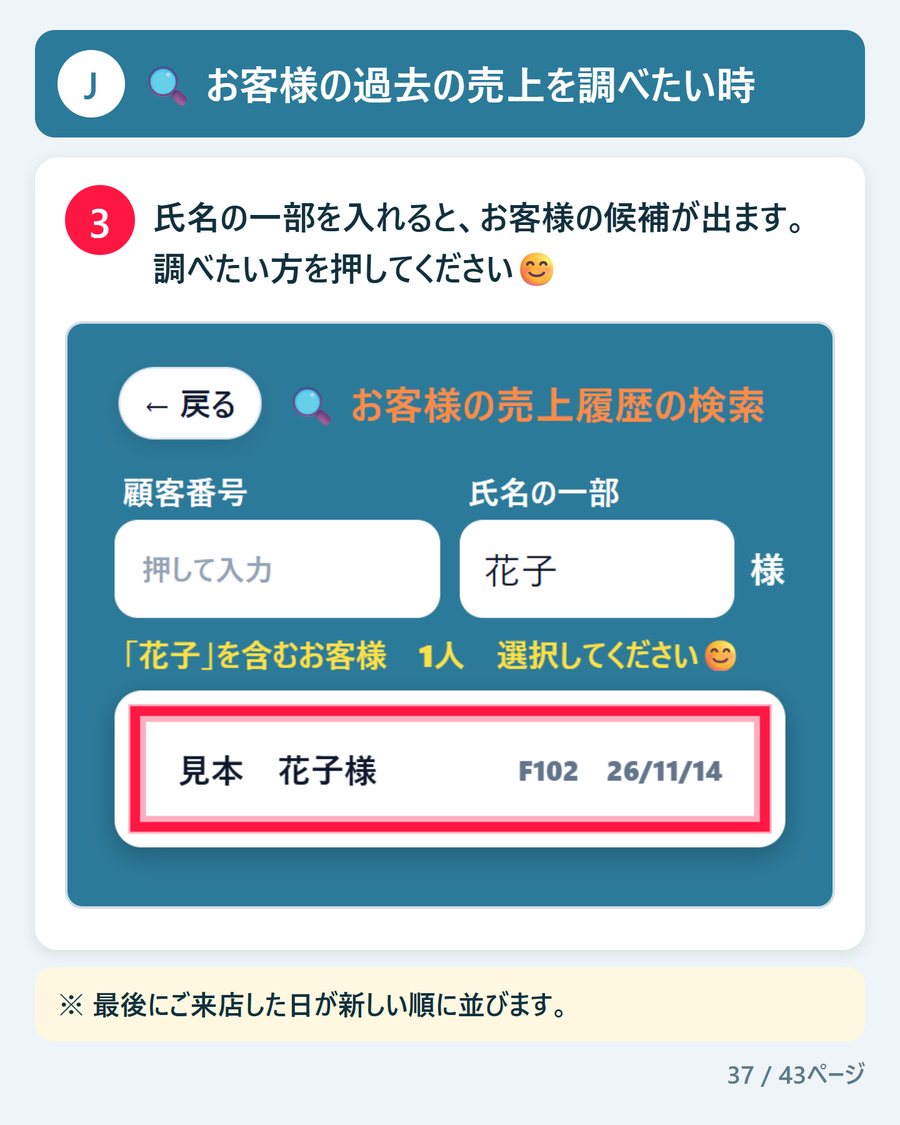 J 🔍 お客様の過去の売上を調べたい時
3 氏名の一部を入れると、お客様の候補が出ます。
調べたい方を押してください😊
← 戻る 🔍 お客様の売上履歴の検索
顧客番号 氏名の一部
押して入力 花子 様
「花子」を含むお客様　1人　選択してください😊
見本　花子様 F102 26/11/14
※ 最後にご来店した日が新しい順に並びます。
37 / 43ページ